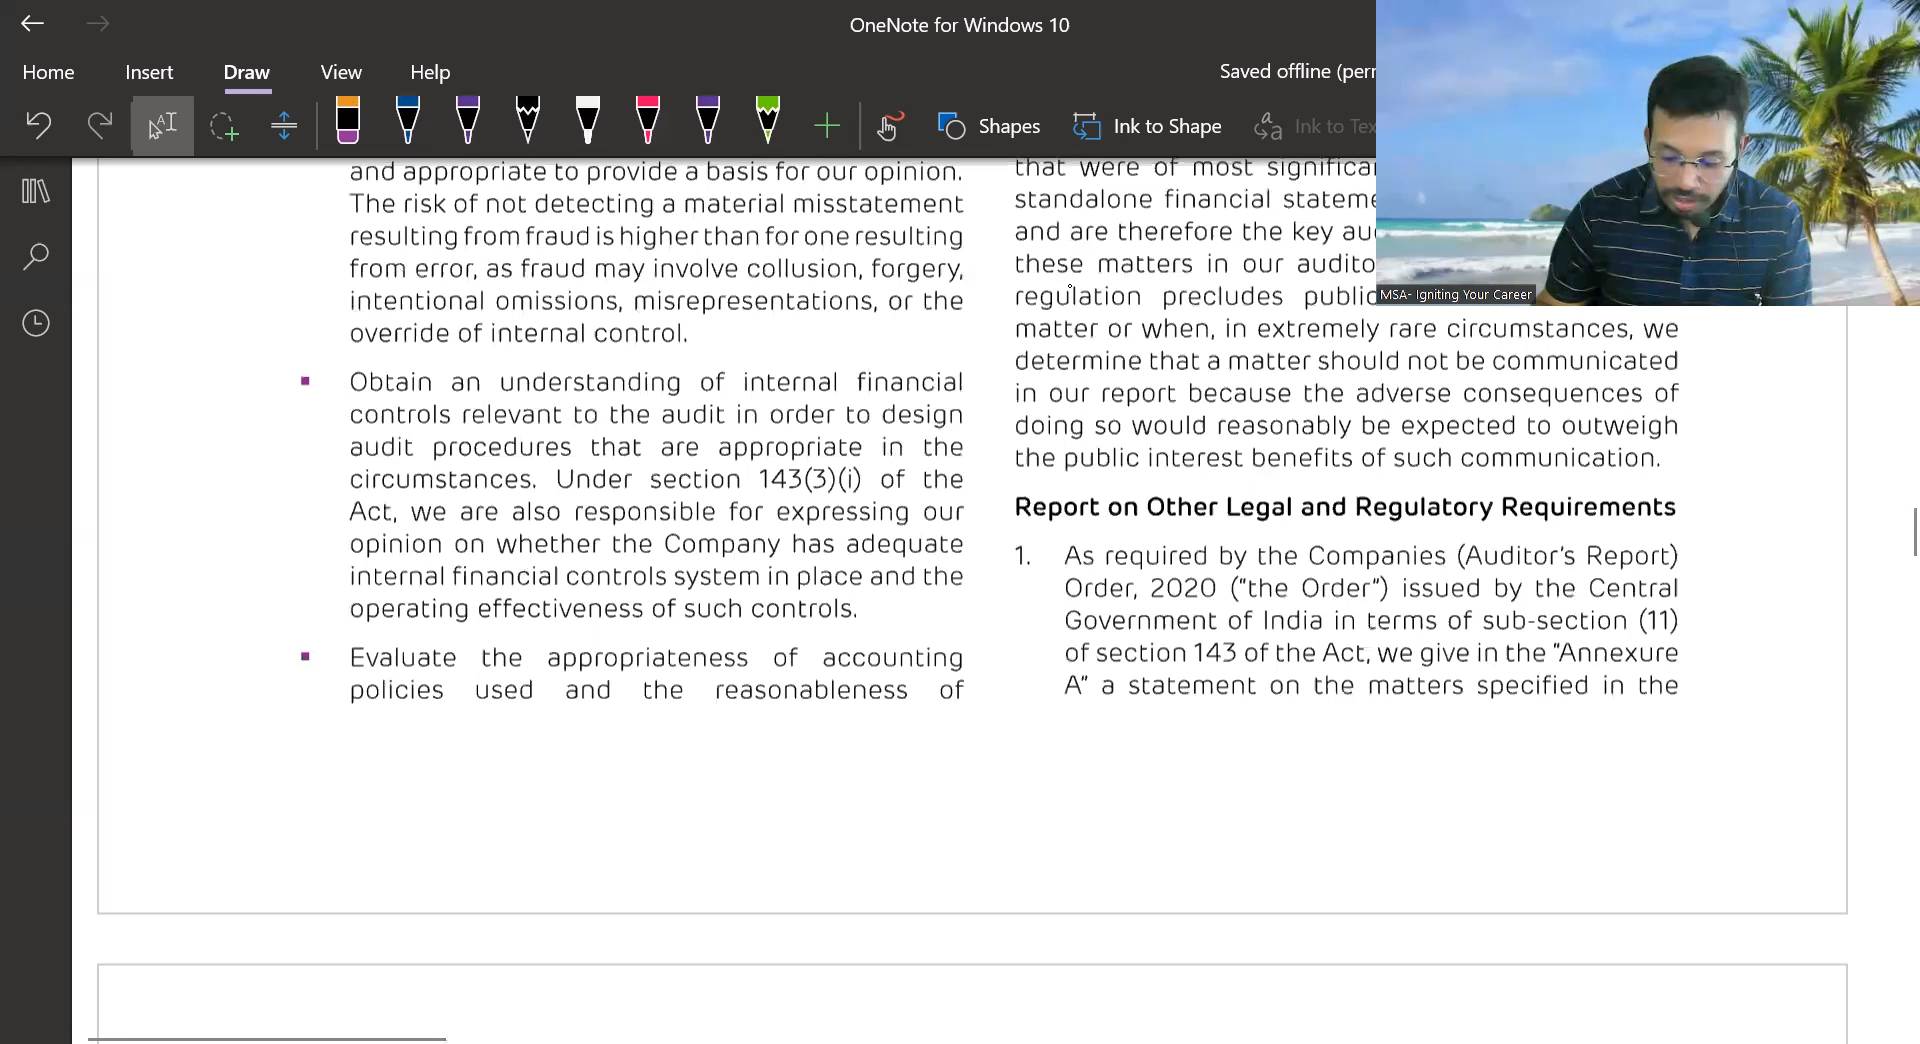 OneNote for Windows 10
Home
Insert
Draw
View
Help
Saved offline
Shapes
Ink to Shape
Ink to
and appropriate to provide a basis for our opinion.
The risk of not detecting a material misstatement
resulting from fraud is higher than for one resulting
from error, as fraud may involve collusion, forgery,
intentional omissions, misrepresentations, or the
override of internal control.
Obtain an understanding of internal financial
controls relevant to the audit in order to design
audit procedures that are appropriate in the
circumstances. Under section 143(3)(i) of the
Act, we are also responsible for expressing our
opinion on whether the Company has adequate
internal financial controls system in place and the
operating effectiveness of such controls.
Evaluate the appropriateness of accounting
policies used and the reasonableness of
that were of most
standalone financial
and are therefore the key
these matters in our
regulation precludes
matter or when, in extremely rare circumstances, we
determine that a matter should not be communicated
in our report because the adverse consequences of
doing so would reasonably be expected to outweigh
the public interest benefits of such communication.
Report on Other Legal and Regulatory Requirements
1. As required by the Companies (Auditor's Report)
Order, 2020 ("the Order") issued by the Central
Government of India in terms of sub-section (11)
of section 143 of the Act, we give in the "Annexure
A" a statement on the matters specified in the
MSA- Igniting Your Career